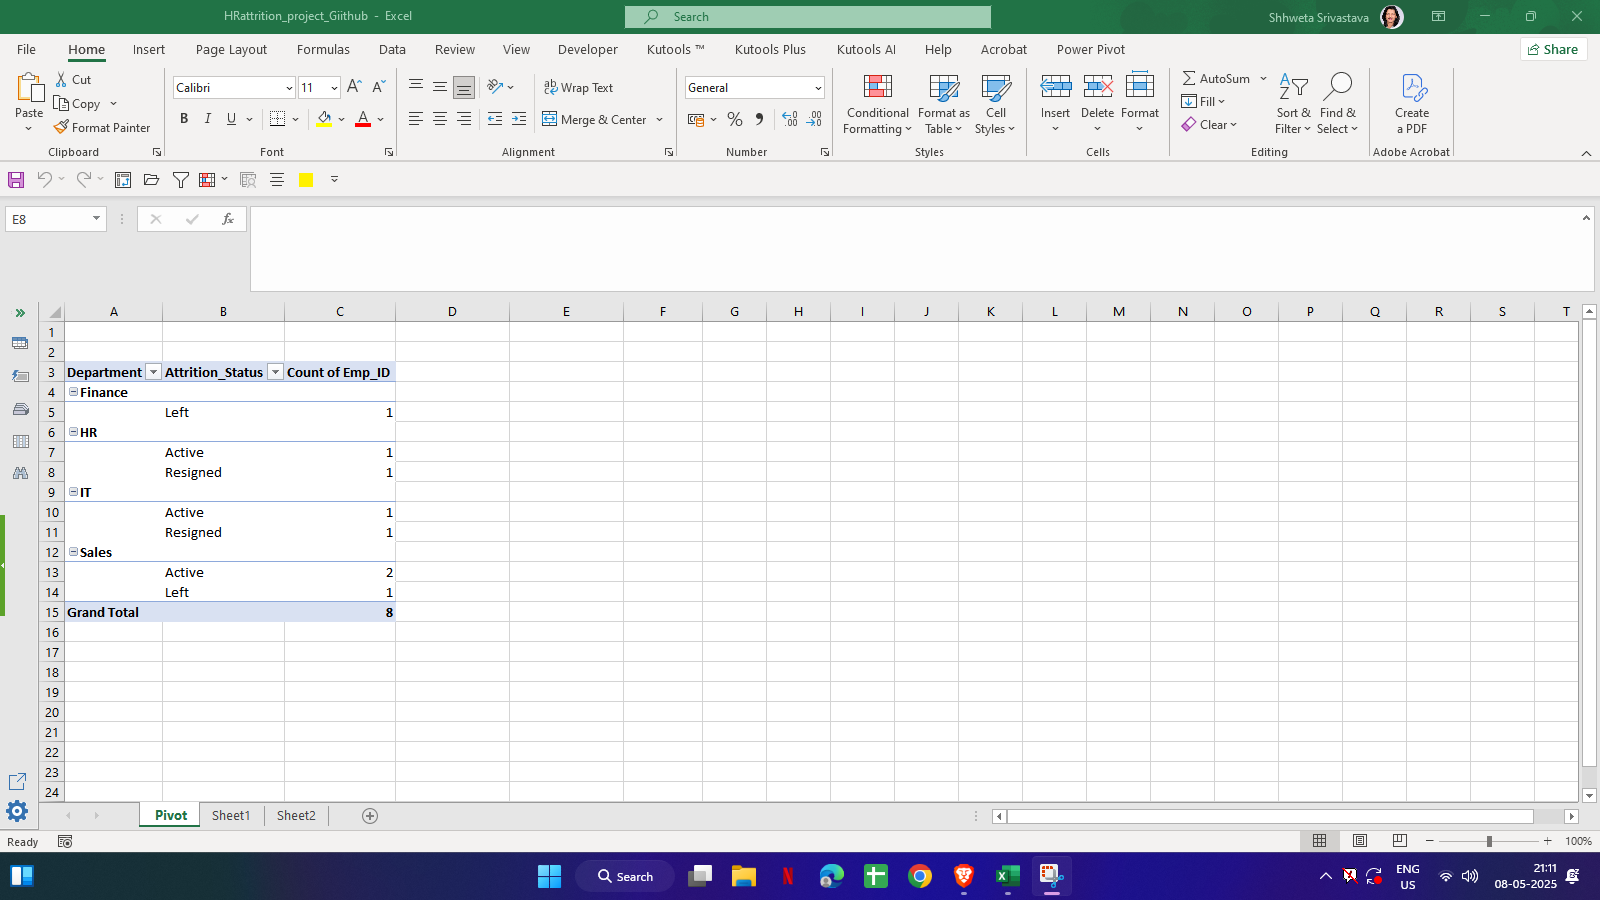 HRattrition_project_Giithub - Excel
Search
Shhweta Srivastava
File Home Insert Page Layout Formulas Data Review View Developer Kutools ™ Kutools Plus Kutools AI Help Acrobat Power Pivot Share
Paste
Cut
Copy
Format Painter
Clipboard
Calibri 11
B I U
Font
Wrap Text
Merge & Center
Alignment
General
% , .00 .00
Number
Conditional Formatting
Format as Table
Cell Styles
Styles
Insert
Delete
Format
Cells
AutoSum
Fill
Clear
Sort & Filter
Find & Select
Editing
Create a PDF
Adobe Acrobat
E8
fx
A B C D E F G H I J K L M N O P Q R S T
1
2
3 Department Attrition_Status Count of Emp_ID
4 Finance
5 Left 1
6 HR
7 Active 1
8 Resigned 1
9 IT
10 Active 1
11 Resigned 1
12 Sales
13 Active 2
14 Left 1
15 Grand Total 8
16
17
18
19
20
21
22
23
24
Pivot Sheet1 Sheet2
Ready
100%
Search
ENG
US
21:11
08-05-2025